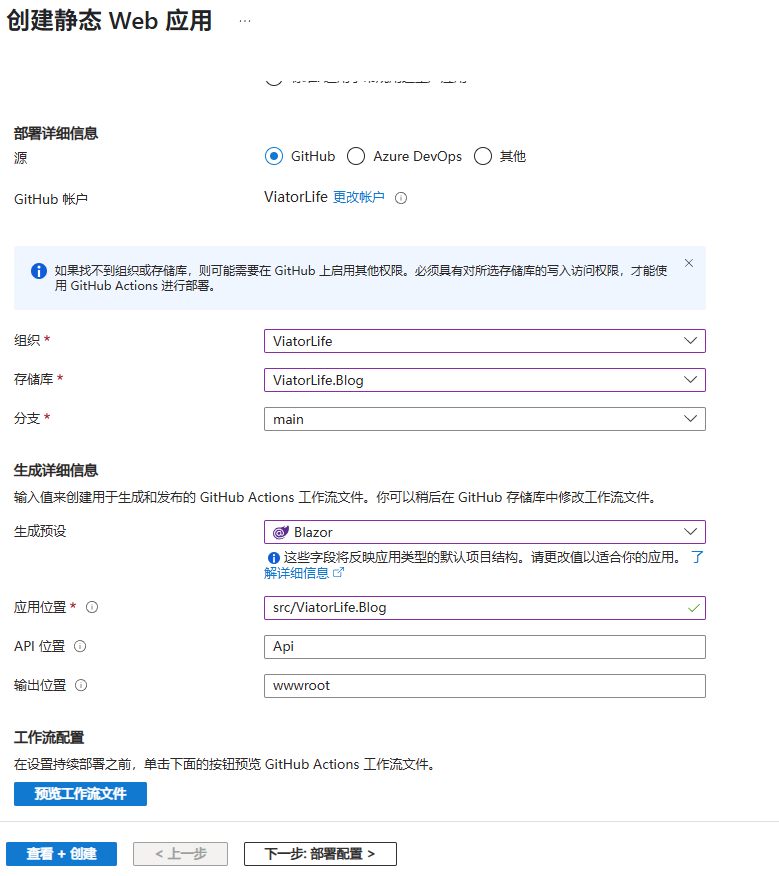 创建静态 Web 应用 ...
部署详细信息
源
GitHub
Azure DevOps
其他
GitHub 帐户
ViatorLife 更改帐户
如果找不到组织或存储库，则可能需要在 GitHub 上启用其他权限。必须具有对所选存储库的写入访问权限，才能使
用 GitHub Actions 进行部署。
组织 *
ViatorLife
存储库 *
ViatorLife.Blog
分支 *
main
生成详细信息
输入值来创建用于生成和发布的 GitHub Actions 工作流文件。你可以稍后在 GitHub 存储库中修改工作流文件。
生成预设
Blazor
这些字段将反映应用类型的默认项目结构。请更改值以适合你的应用。 了
解详细信息
应用位置 *
src/ViatorLife.Blog
API 位置
Api
输出位置
wwwroot
工作流配置
在设置持续部署之前，单击下面的按钮预览 GitHub Actions 工作流文件。
预览工作流文件
查看 + 创建
< 上一步
下一步: 部署配置 >